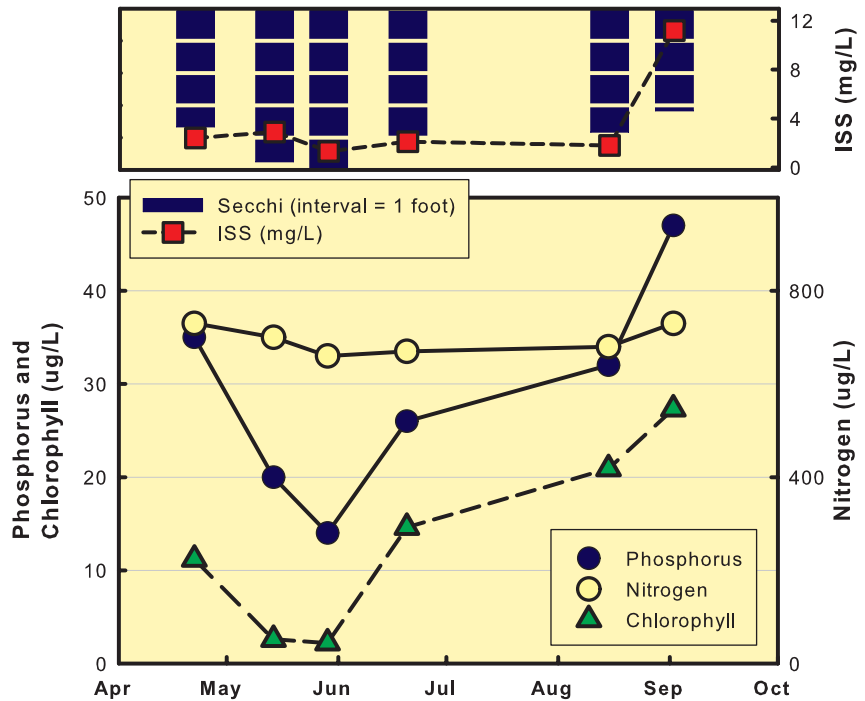 12
8
4
0
ISS (mg/L)
Secchi (interval = 1 foot)
ISS (mg/L)
50
40
30
20
10
0
Phosphorus and
Chlorophyll (ug/L)
800
400
0
Nitrogen (ug/L)
Phosphorus
Nitrogen
Chlorophyll
Apr May Jun Jul Aug Sep Oct